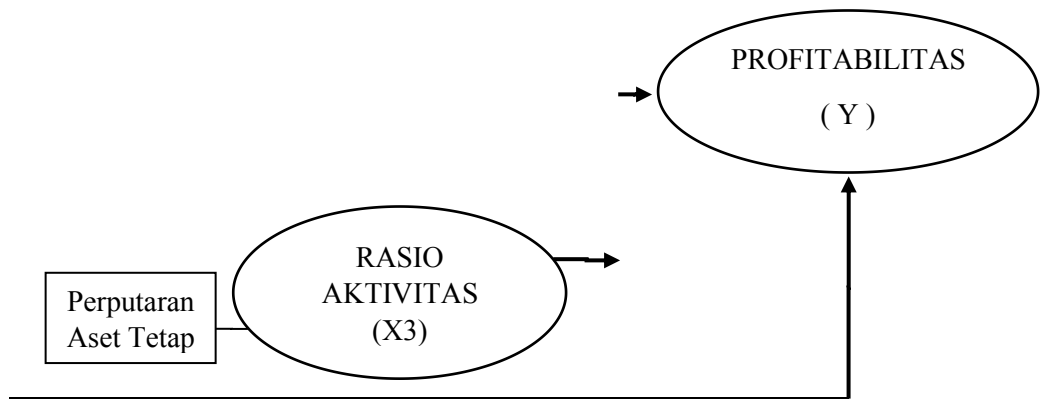 PROFITABILITAS
( Y )
RASIO
AKTIVITAS
(X3)
Perputaran
Aset Tetap